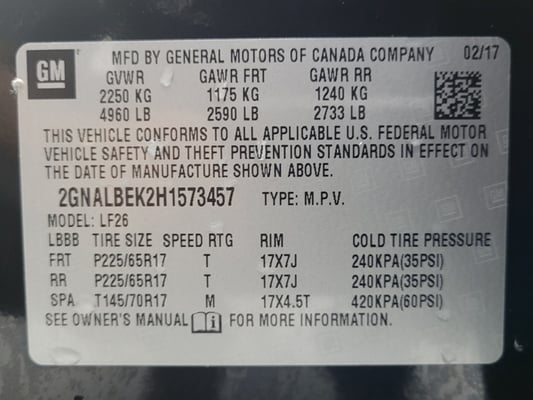 GM
MFD BY GENERAL MOTORS OF CANADA COMPANY 02/17
GVWR GAWR FRT GAWR RR
2250 KG 1175 KG 1240 KG
4960 LB 2590 LB 2733 LB
THIS VEHICLE CONFORMS TO ALL APPLICABLE U.S. FEDERAL MOTOR
VEHICLE SAFETY AND THEFT PREVENTION STANDARDS IN EFFECT ON
THE DATE OF MANUFACTURE SHOWN ABOVE.
2GNALBEK2H1573457 TYPE: M.P.V.
MODEL: LF26
LBBB TIRE SIZE SPEED RTG RIM COLD TIRE PRESSURE
FRT P225/65R17 T 17X7J 240KPA(35PSI)
RR P225/65R17 T 17X7J 240KPA(35PSI)
SPA T145/70R17 M 17X4.5T 420KPA(60PSI)
SEE OWNER'S MANUAL i FOR MORE INFORMATION.